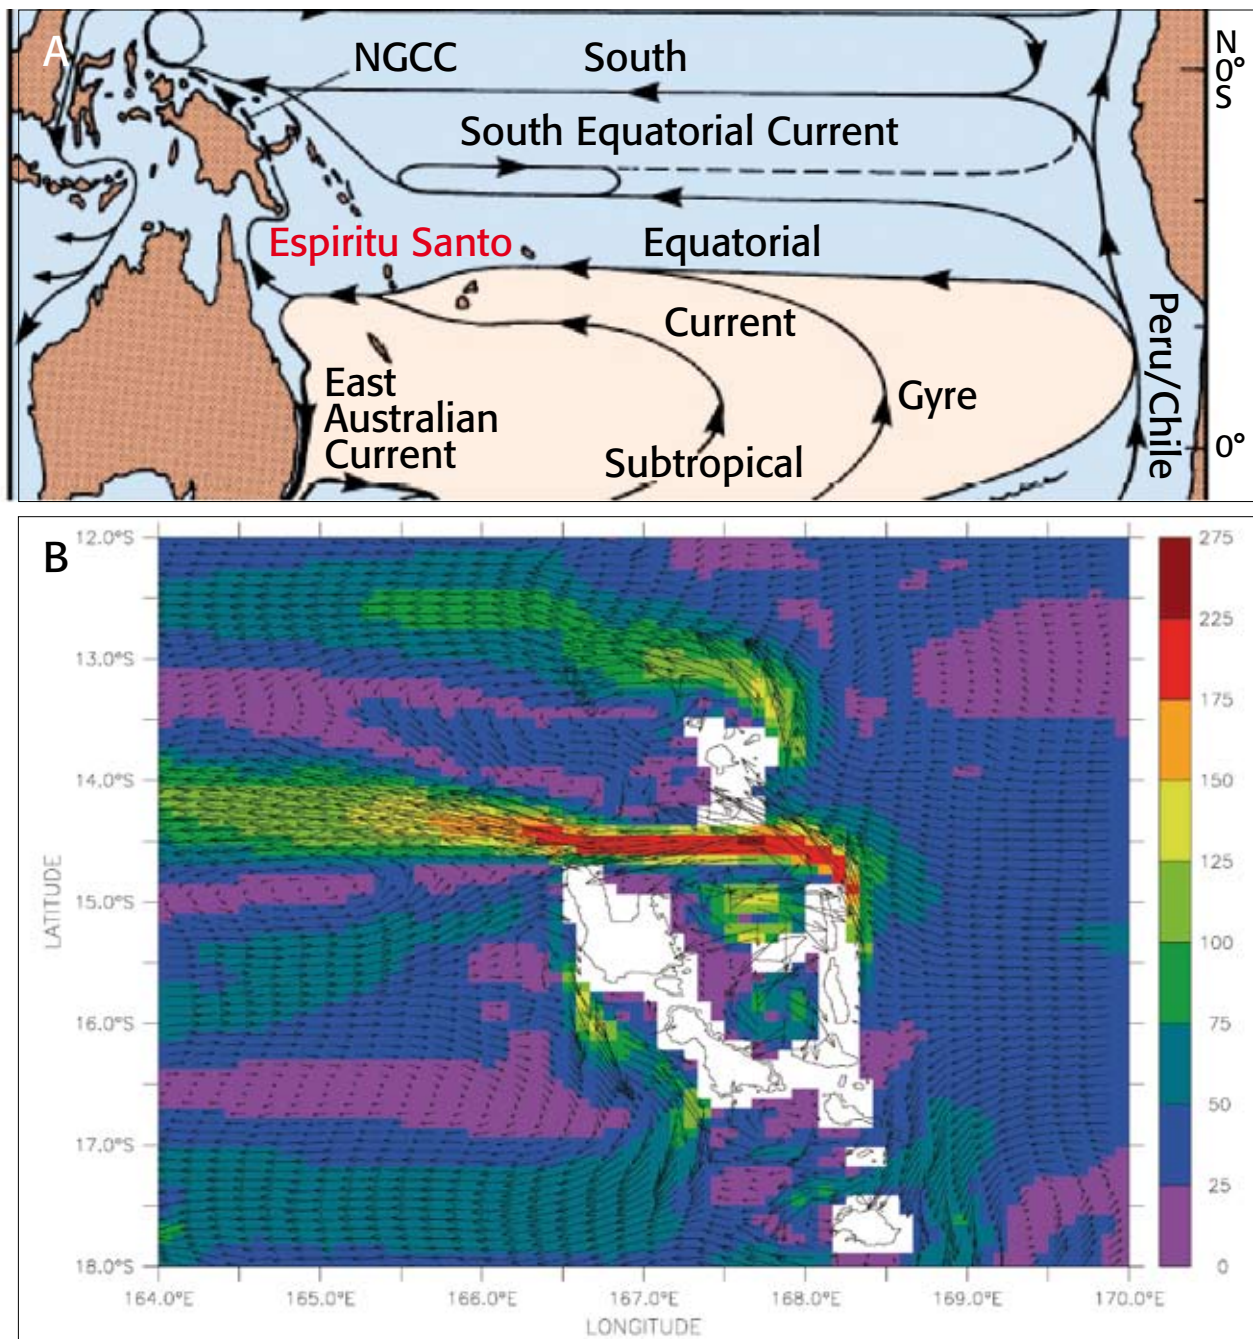 A
NGCC
South
N
0°
S
South Equatorial Current
Espiritu Santo
Equatorial
Current
Peru/Chile
East
Australian
Current
Gyre
Subtropical
0°
B
12.0°S
13.0°S
14.0°S
15.0°S
16.0°S
17.0°S
18.0°S
LATITUDE
164.0°E 165.0°E 166.0°E 167.0°E 168.0°E 169.0°E 170.0°E
LONGITUDE
275
225
175
150
125
100
75
50
25
0